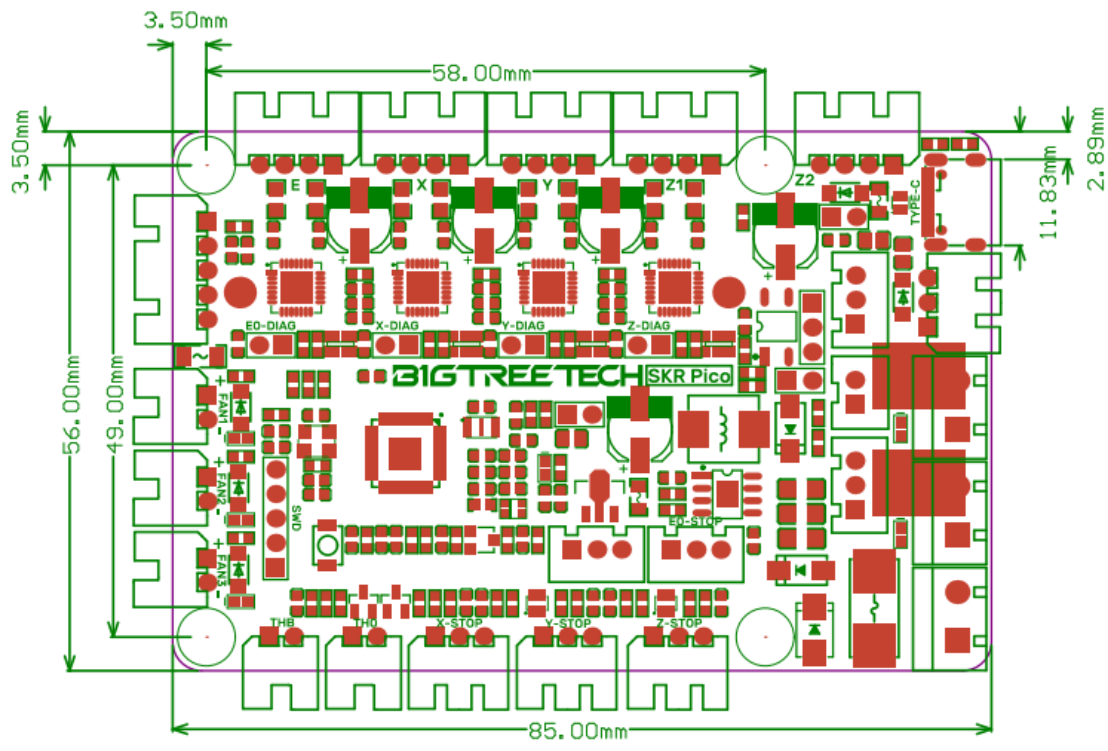 3.50mm
58.00mm
3.50mm
2.89mm
11.83mm
E X Y Z1 Z2
TYPE-C
+ + + +
E0-DIAG X-DIAG Y-DIAG Z-DIAG
BIGTREETECH SKR Pico
56.00mm
49.00mm
+
FAN1
-
+
FAN2
-
+
FAN3
-
SWD
+
E0-STOP
THB TH0 X-STOP Y-STOP Z-STOP
85.00mm